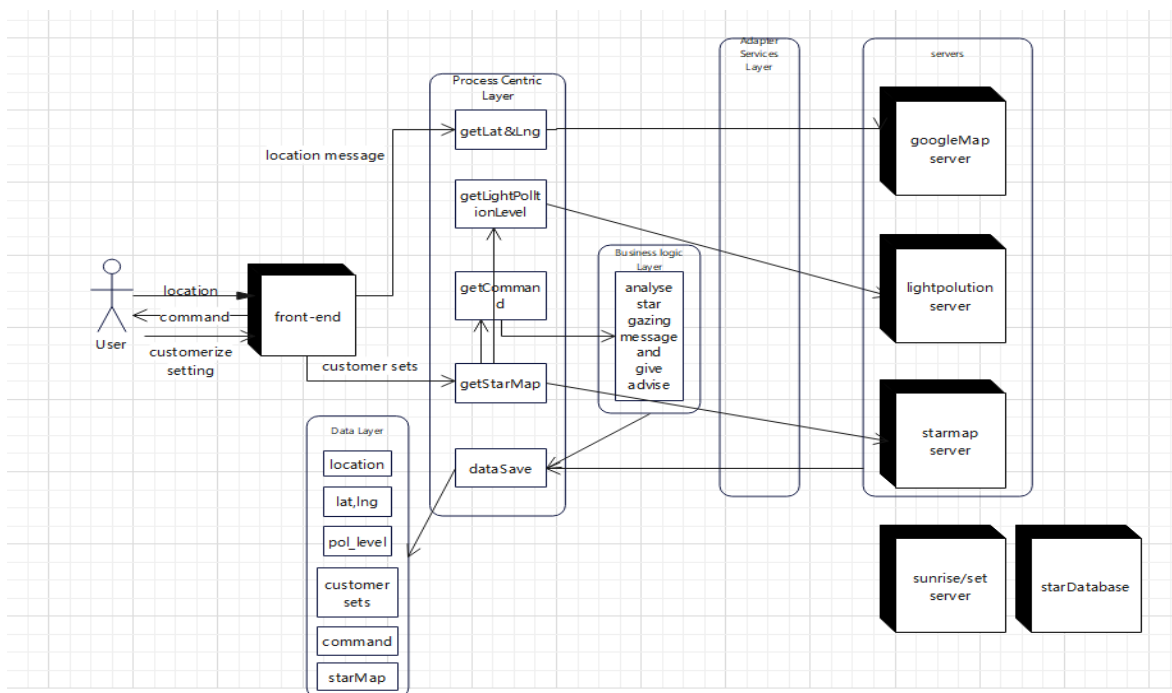 Adapter
Services
Layer
servers
Process Centric
Layer
getLat&Lng
googleMap
server
location message
getLightPollt
ionLevel
Business logic
Layer
getComman
d
analyse
star
gazing
message
and
give
advise
lightpolution
server
location
command
User
customerize
setting
front-end
customer sets
getStarMap
starmap
server
Data Layer
location
lat,lng
pol_level
customer
sets
command
starMap
dataSave
sunrise/set
server
starDatabase